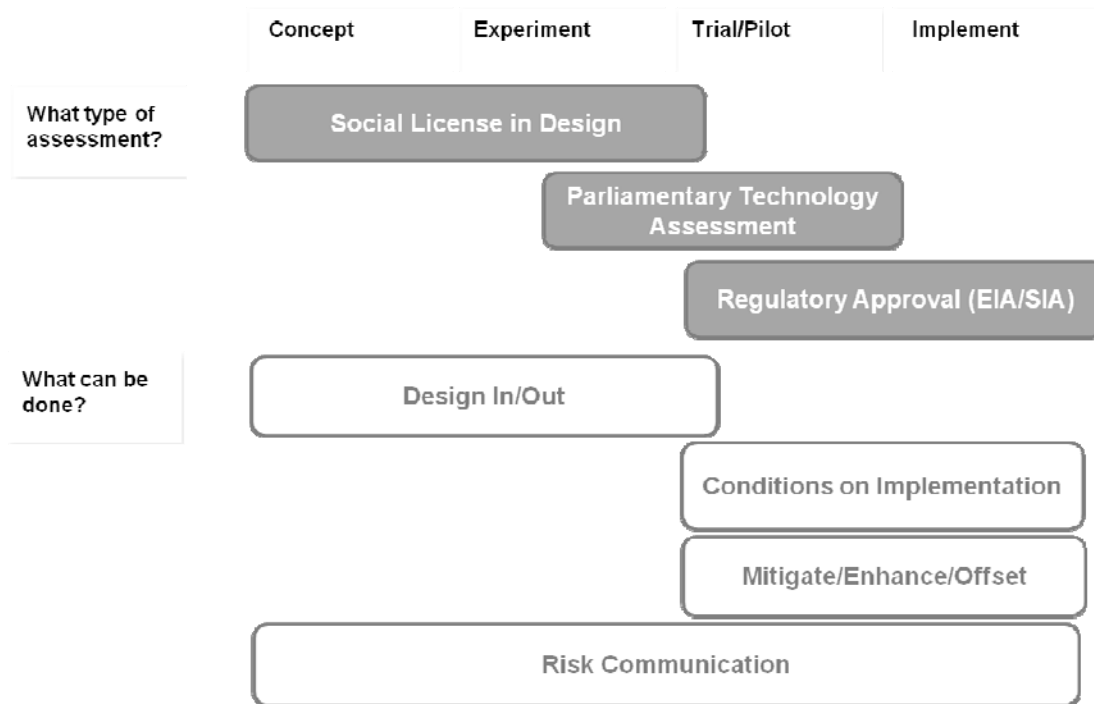 Concept Experiment Trial/Pilot Implement
What type of
assessment?
Social License in Design
Parliamentary Technology
Assessment
Regulatory Approval (EIA/SIA)
What can be
done?
Design In/Out
Conditions on Implementation
Mitigate/Enhance/Offset
Risk Communication